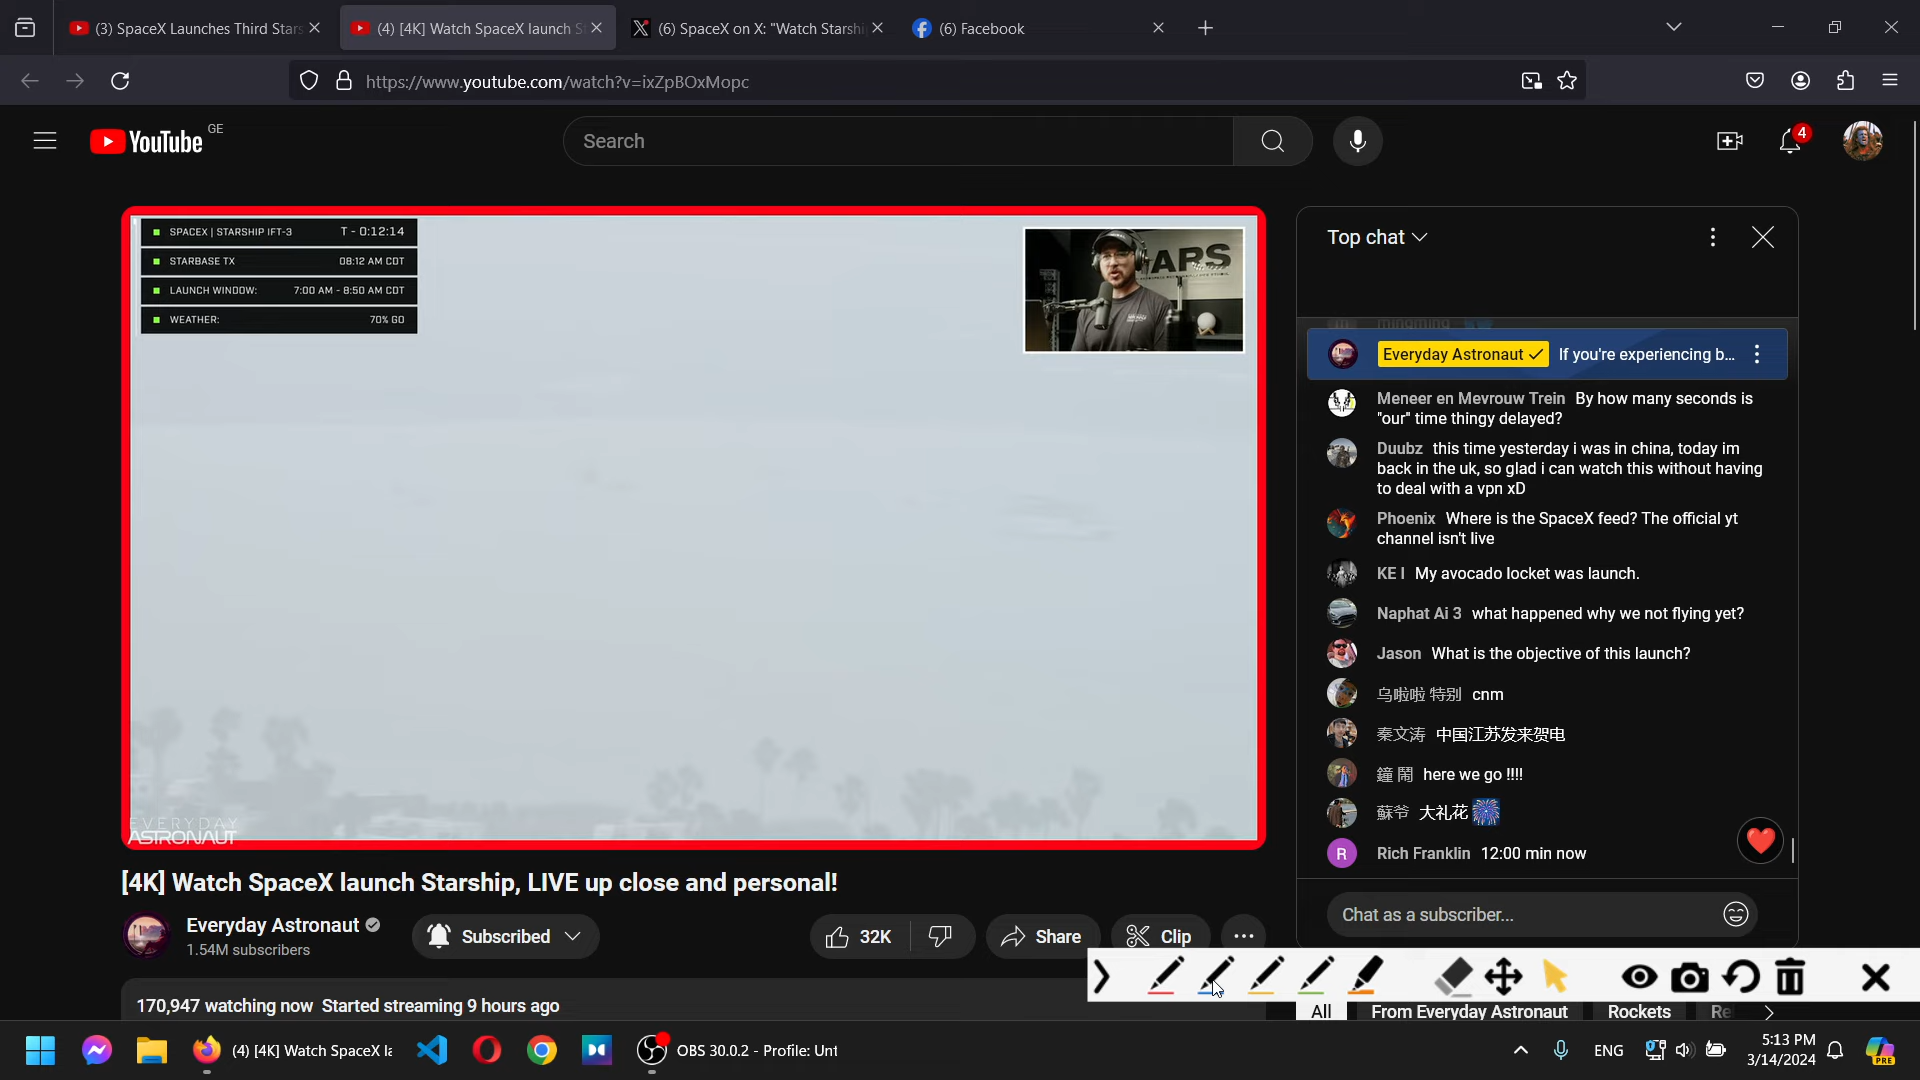 (3) SpaceX Launches Third Stars
(4) [4K] Watch SpaceX launch S
(6) SpaceX on X: "Watch Starshi
(6) Facebook
https://www.youtube.com/watch?v=ixZpBOxMopc
YouTube GE
Search
4
SPACEX | STARSHIP IFT-3 T - 0:12:14
STARBASE TX 08:12 AM CDT
LAUNCH WINDOW: 7:00 AM - 8:50 AM CDT
WEATHER: 70% GO
Top chat
Everyday Astronaut If you're experiencing b...
Meneer en Mevrouw Trein By how many seconds is
"our" time thingy delayed?
Duubz this time yesterday i was in china, today im
back in the uk, so glad i can watch this without having
to deal with a vpn xD
Phoenix Where is the SpaceX feed? The official yt
channel isn't live
KE I My avocado locket was launch.
Naphat Ai 3 what happened why we not flying yet?
Jason What is the objective of this launch?
乌啦啦 特别 cnm
秦文涛 中国江苏发来贺电
鐘 鬧 here we go !!!!
蘇爷 大礼花
R Rich Franklin 12:00 min now
Chat as a subscriber...
EVERYDAY
ASTRONAUT
[4K] Watch SpaceX launch Starship, LIVE up close and personal!
Everyday Astronaut
1.54M subscribers
Subscribed
32K
Share
Clip
170,947 watching now Started streaming 9 hours ago
All
From Everyday Astronaut
Rockets
Re
(4) [4K] Watch SpaceX la
OBS 30.0.2 - Profile: Unt
ENG
5:13 PM
3/14/2024
PRE